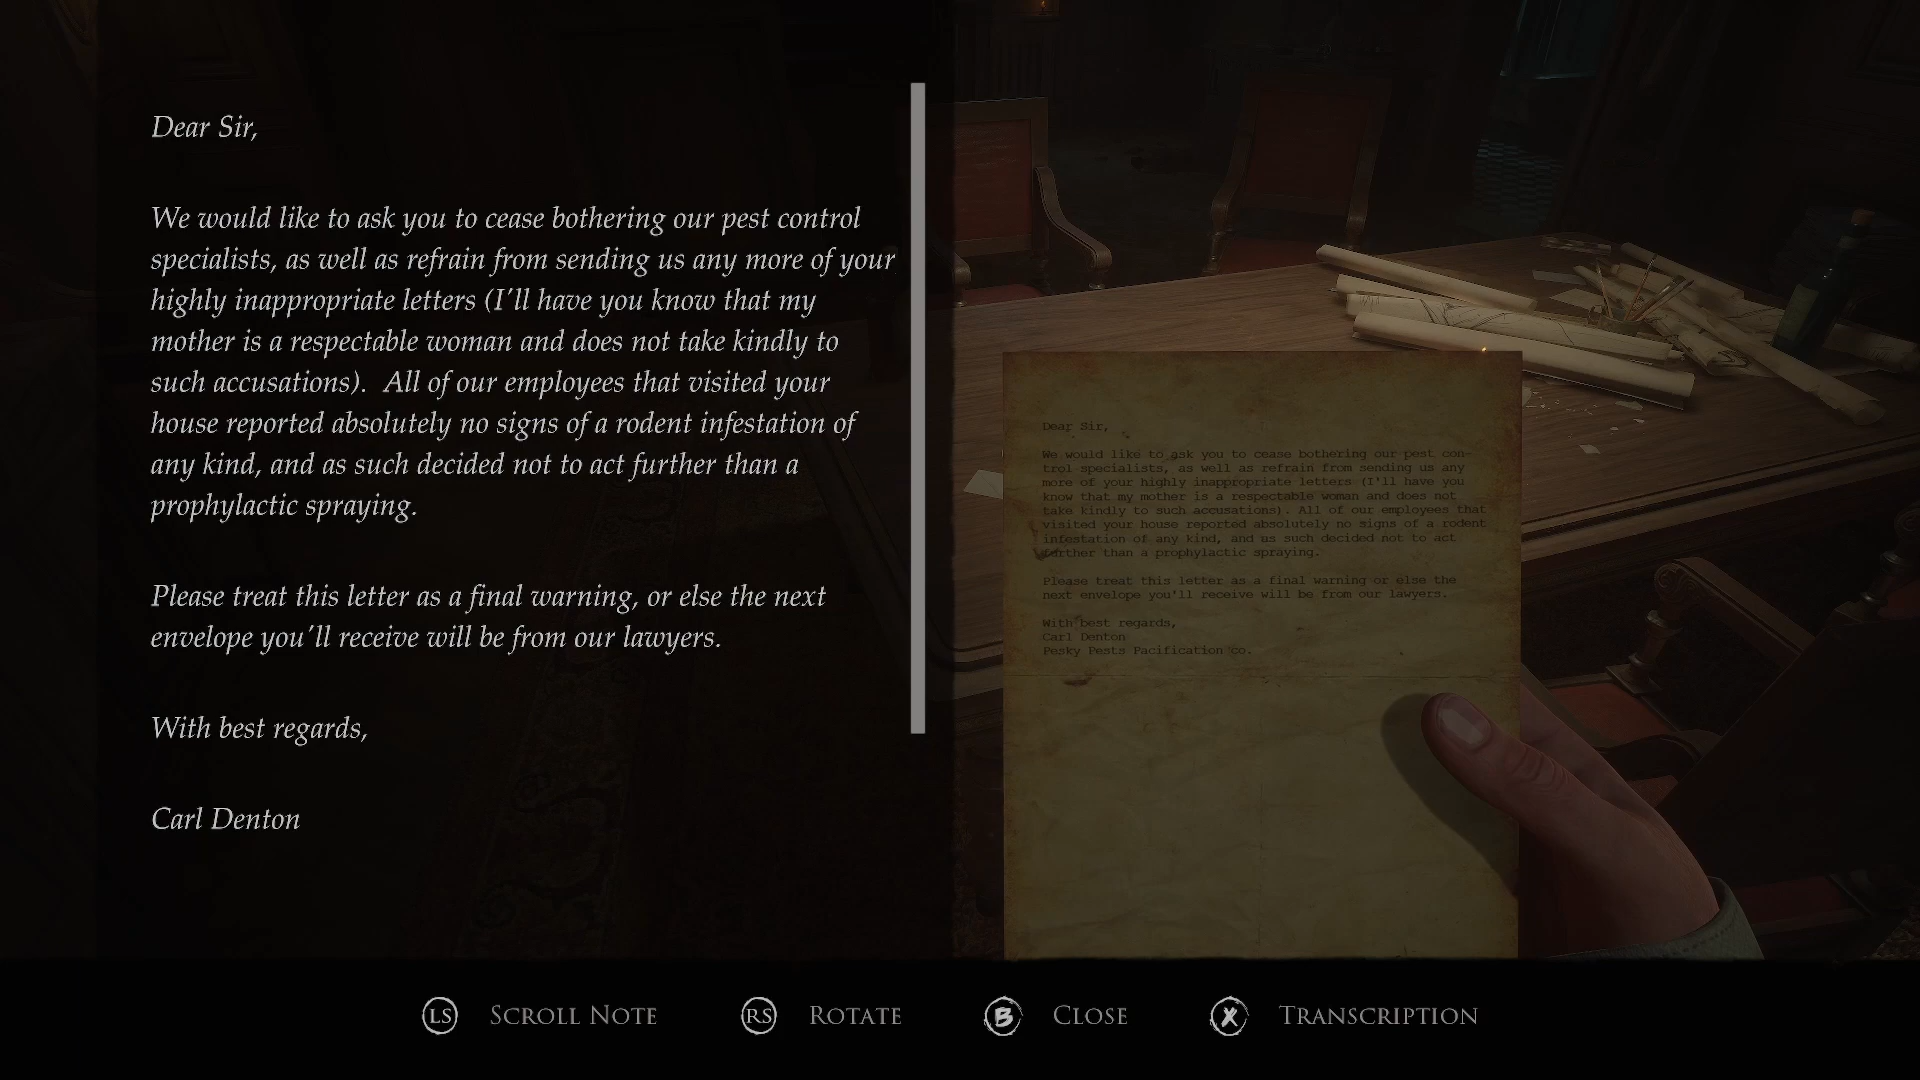 Dear Sir,
We would like to ask you to cease bothering our pest control
specialists, as well as refrain from sending us any more of your
highly inappropriate letters (I'll have you know that my
mother is a respectable woman and does not take kindly to
such accusations).  All of our employees that visited your
house reported absolutely no signs of a rodent infestation of
any kind, and as such decided not to act further than a
prophylactic spraying.
Please treat this letter as a final warning, or else the next
envelope you'll receive will be from our lawyers.
With best regards,
Carl Denton
Dear Sir,
We would like to ask you to cease bothering our pest con-
trol specialists, as well as refrain from sending us any
more of your highly inappropriate letters (I'll have you
know that my mother is a respectable woman and does not
take kindly to such accusations). All of our employees that
visited your house reported absolutely no signs of a rodent
infestation of any kind, and as such decided not to act
further than a prophylactic spraying.
Please treat this letter as a final warning or else the
next envelope you'll receive will be from our lawyers.
With best regards,
Carl Denton
Pesky Pests Pacification co.
LS SCROLL NOTE RS ROTATE B CLOSE X TRANSCRIPTION